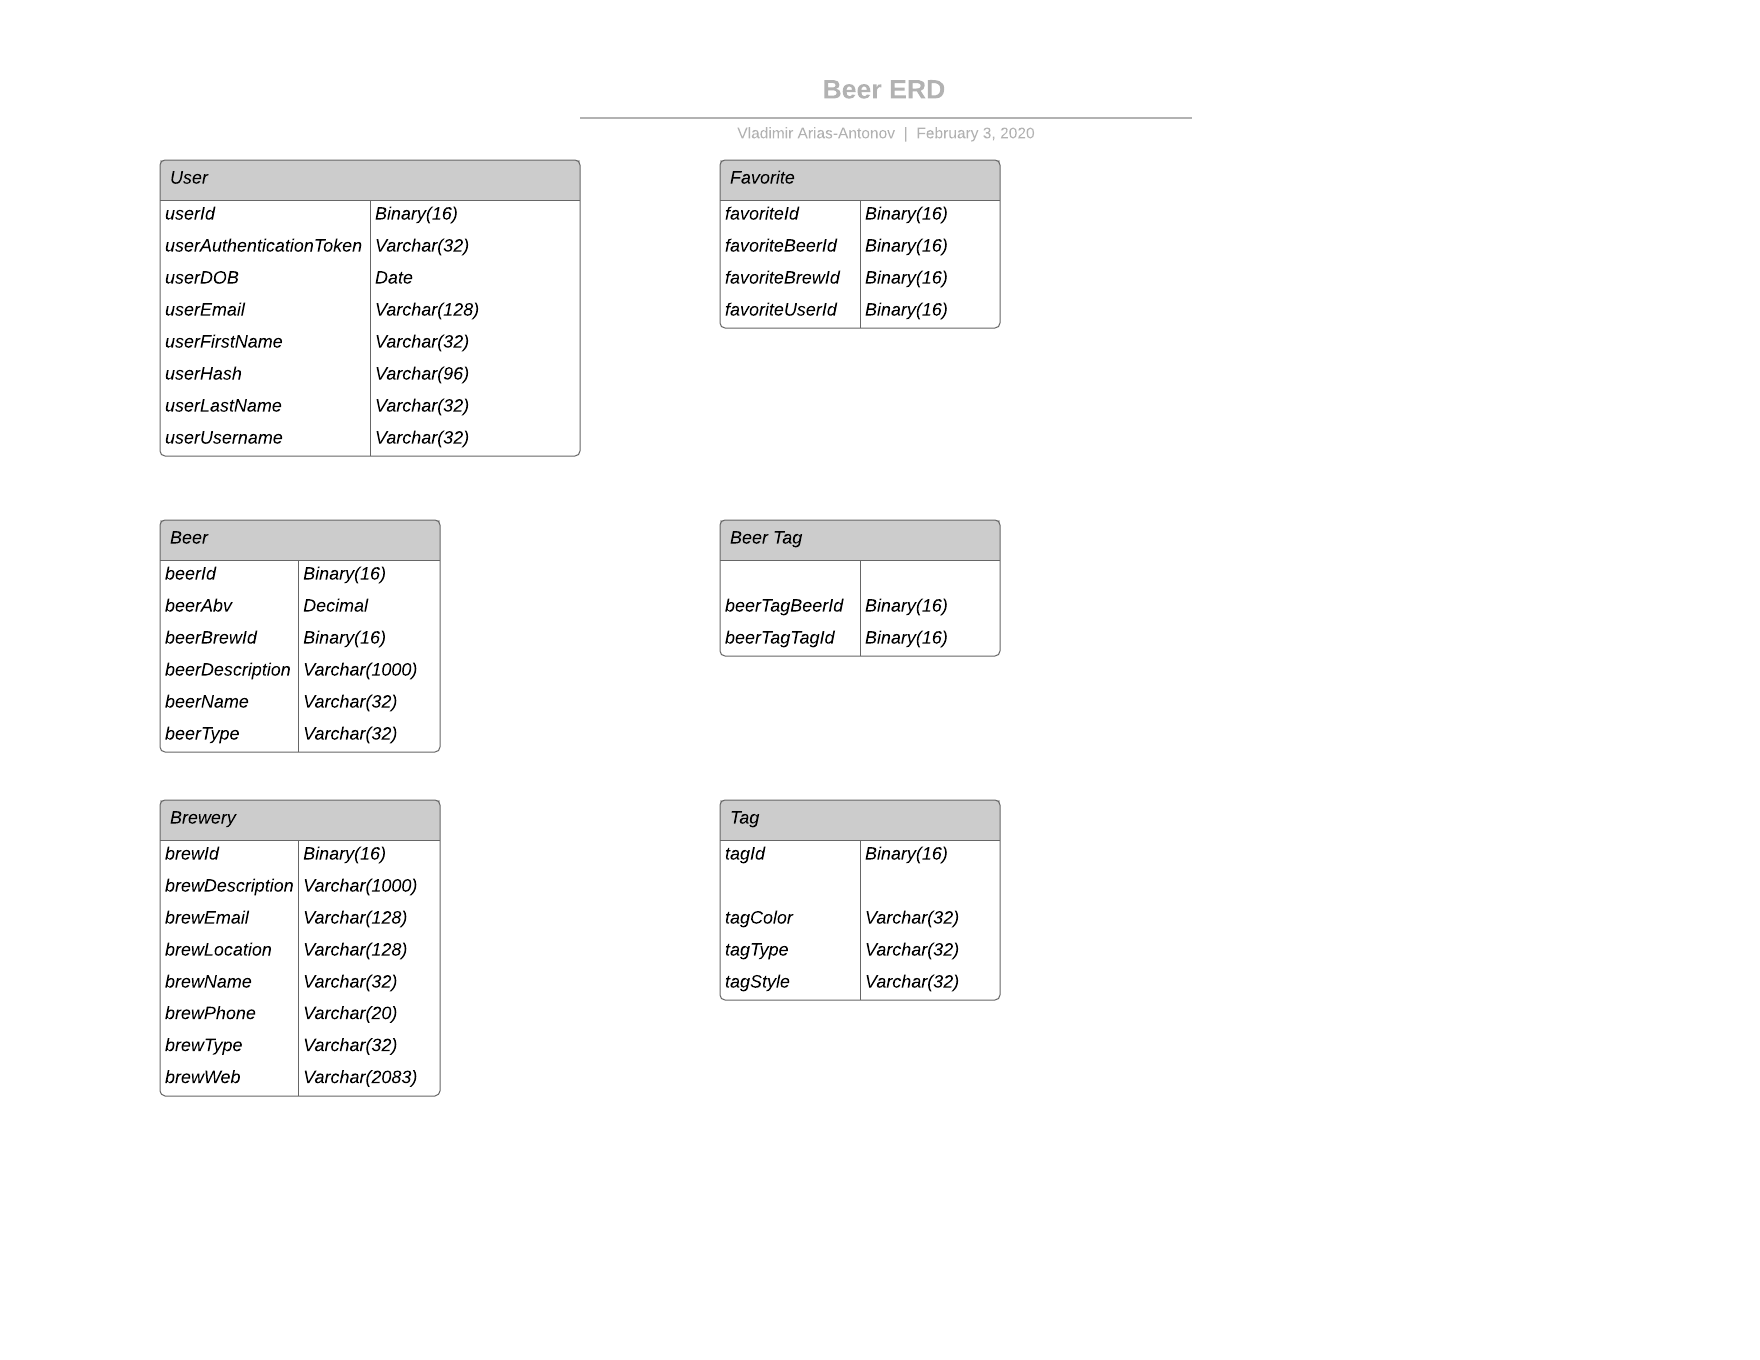 Beer ERD
Vladimir Arias-Antonov | February 3, 2020
User
userId Binary(16)
userAuthenticationToken Varchar(32)
userDOB Date
userEmail Varchar(128)
userFirstName Varchar(32)
userHash Varchar(96)
userLastName Varchar(32)
userUsername Varchar(32)
Favorite
favoriteId Binary(16)
favoriteBeerId Binary(16)
favoriteBrewId Binary(16)
favoriteUserId Binary(16)
Beer
beerId Binary(16)
beerAbv Decimal
beerBrewId Binary(16)
beerDescription Varchar(1000)
beerName Varchar(32)
beerType Varchar(32)
Beer Tag
beerTagBeerId Binary(16)
beerTagTagId Binary(16)
Brewery
brewId Binary(16)
brewDescription Varchar(1000)
brewEmail Varchar(128)
brewLocation Varchar(128)
brewName Varchar(32)
brewPhone Varchar(20)
brewType Varchar(32)
brewWeb Varchar(2083)
Tag
tagId Binary(16)
tagColor Varchar(32)
tagType Varchar(32)
tagStyle Varchar(32)